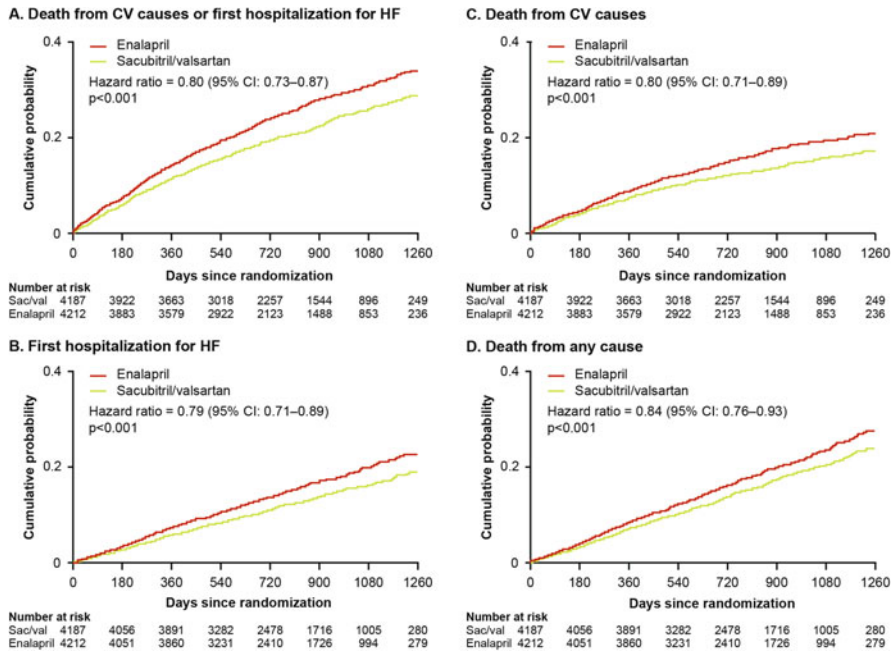 A. Death from CV causes or first hospitalization for HF
0.4
0.2
0
Cumulative probability
Enalapril
Sacubitril/valsartan
Hazard ratio = 0.80 (95% CI: 0.73–0.87)
p<0.001
0 180 360 540 720 900 1080 1260
Days since randomization
Number at risk
Sac/val 4187 3922 3663 3018 2257 1544 896 249
Enalapril 4212 3883 3579 2922 2123 1488 853 236
B. First hospitalization for HF
0.4
0.2
0
Cumulative probability
Enalapril
Sacubitril/valsartan
Hazard ratio = 0.79 (95% CI: 0.71–0.89)
p<0.001
0 180 360 540 720 900 1080 1260
Days since randomization
Number at risk
Sac/val 4187 4056 3891 3282 2478 1716 1005 280
Enalapril 4212 4051 3860 3231 2410 1726 994 279
C. Death from CV causes
0.4
0.2
0
Cumulative probability
Enalapril
Sacubitril/valsartan
Hazard ratio = 0.80 (95% CI: 0.71–0.89)
p<0.001
0 180 360 540 720 900 1080 1260
Days since randomization
Number at risk
Sac/val 4187 3922 3663 3018 2257 1544 896 249
Enalapril 4212 3883 3579 2922 2123 1488 853 236
D. Death from any cause
0.4
0.2
0
Cumulative probability
Enalapril
Sacubitril/valsartan
Hazard ratio = 0.84 (95% CI: 0.76–0.93)
p<0.001
0 180 360 540 720 900 1080 1260
Days since randomization
Number at risk
Sac/val 4187 4056 3891 3282 2478 1716 1005 280
Enalapril 4212 4051 3860 3231 2410 1726 994 279